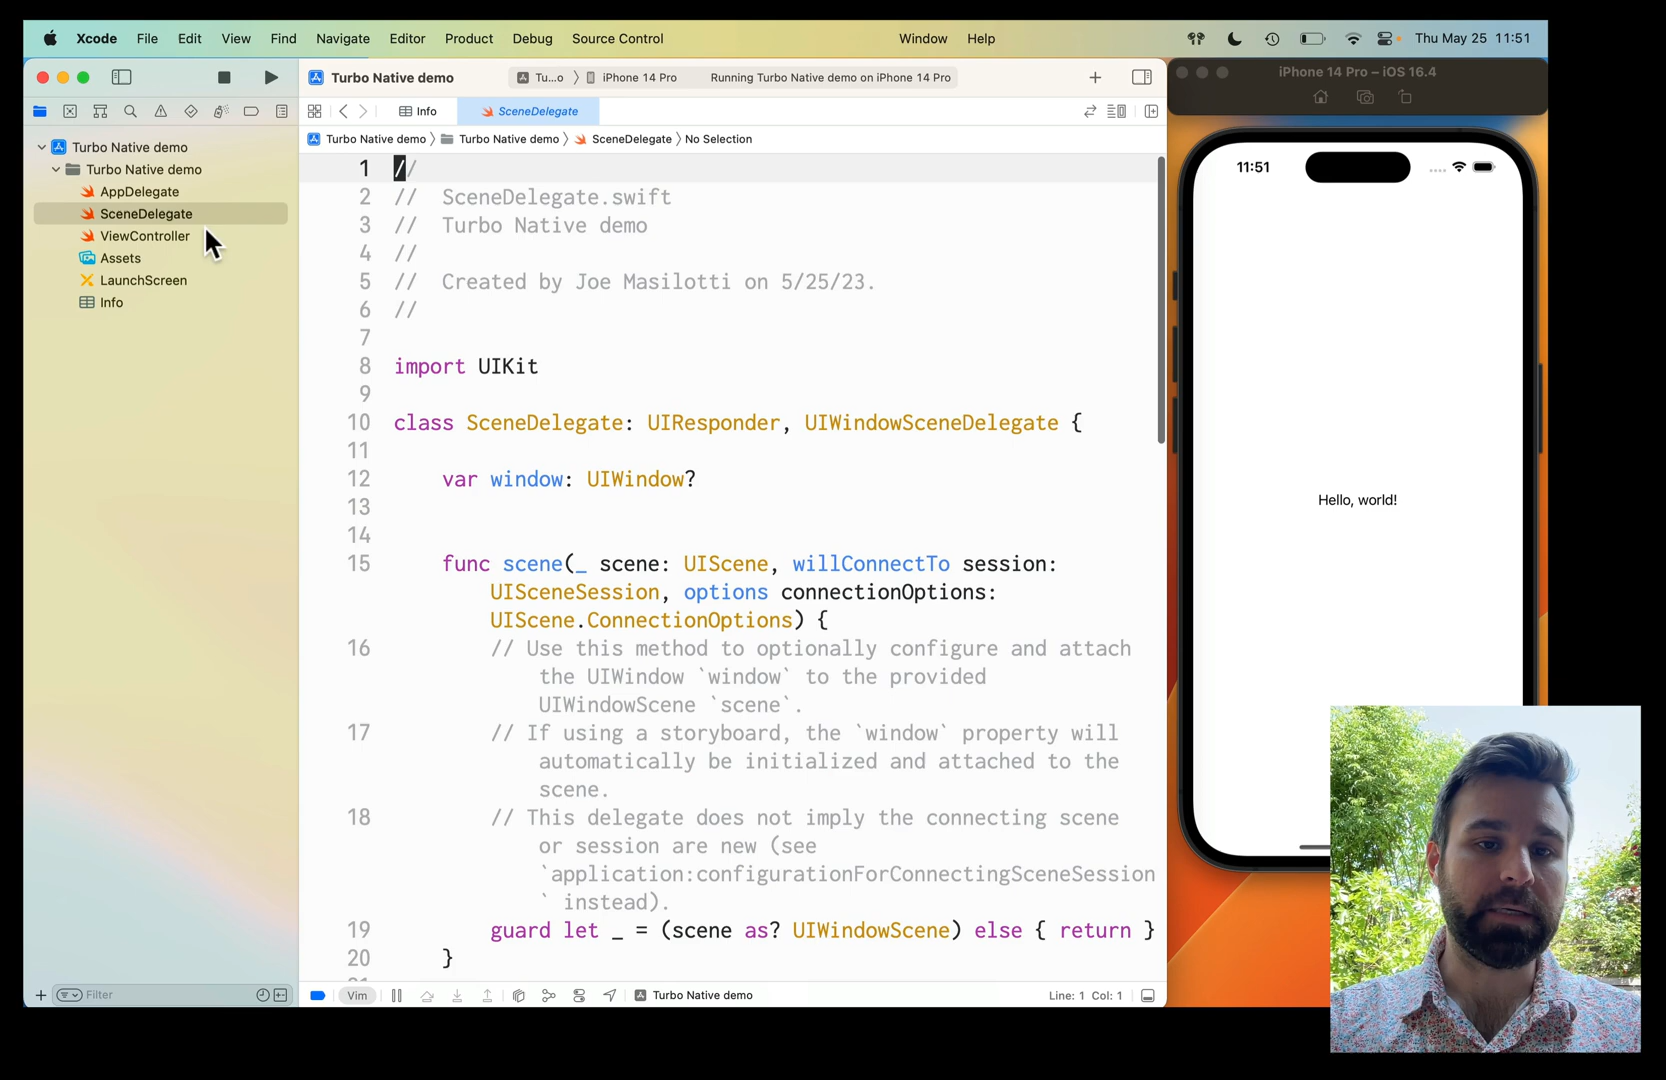 Xcode File Edit View Find Navigate Editor Product Debug Source Control Window Help Thu May 25 11:51
Turbo Native demo Tu...o iPhone 14 Pro Running Turbo Native demo on iPhone 14 Pro
iPhone 14 Pro – iOS 16.4
Info SceneDelegate
Turbo Native demo Turbo Native demo SceneDelegate No Selection
Turbo Native demo
Turbo Native demo
AppDelegate
SceneDelegate
ViewController
Assets
LaunchScreen
Info
Filter
1 //
2 // SceneDelegate.swift
3 // Turbo Native demo
4 //
5 // Created by Joe Masilotti on 5/25/23.
6 //
7
8 import UIKit
9
10 class SceneDelegate: UIResponder, UIWindowSceneDelegate {
11
12 var window: UIWindow?
13
14
15 func scene(_ scene: UIScene, willConnectTo session:
UISceneSession, options connectionOptions:
UIScene.ConnectionOptions) {
16 // Use this method to optionally configure and attach
the UIWindow `window` to the provided
UIWindowScene `scene`.
17 // If using a storyboard, the `window` property will
automatically be initialized and attached to the
scene.
18 // This delegate does not imply the connecting scene
or session are new (see
`application:configurationForConnectingSceneSession
` instead).
19 guard let _ = (scene as? UIWindowScene) else { return }
20 }
Vim Turbo Native demo Line: 1 Col: 1
11:51
Hello, world!